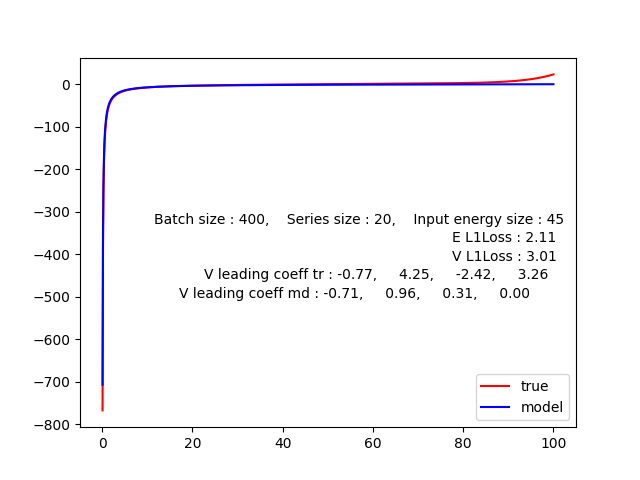 0
−100
−200
−300
−400
−500
−600
−700
−800
Batch size : 400, Series size : 20, Input energy size : 45
E L1Loss : 2.11
V L1Loss : 3.01
V leading coeff tr : -0.77, 4.25, -2.42, 3.26
V leading coeff md : -0.71, 0.96, 0.31, 0.00
true
model
0 20 40 60 80 100